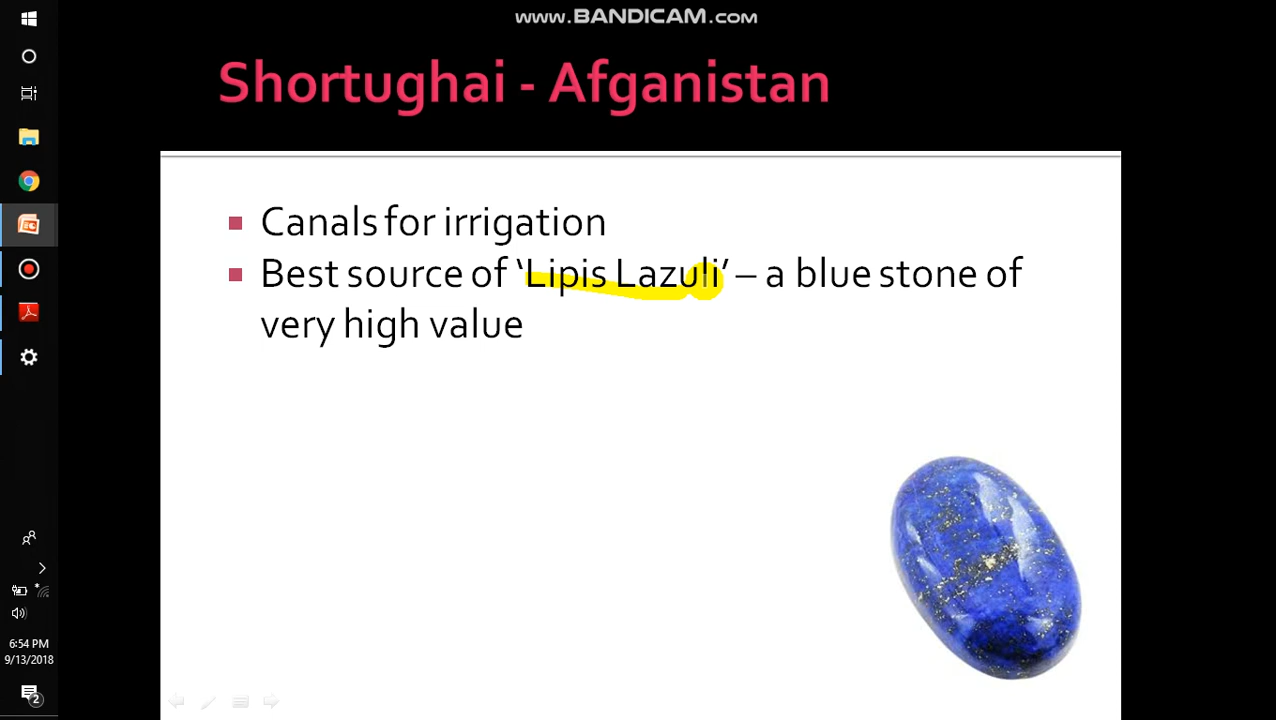 www.BANDICAM.com
Shortughai - Afganistan
Canals for irrigation
Best source of ‘Lipis Lazuli’ – a blue stone of
very high value
6:54 PM
9/13/2018
2